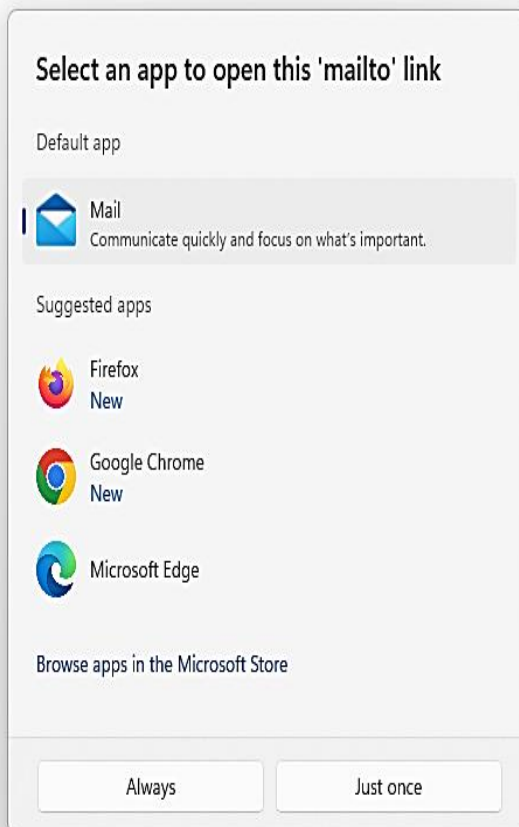 Select an app to open this 'mailto' link
Default app
Mail
Communicate quickly and focus on what's important.
Suggested apps
Firefox
New
Google Chrome
New
Microsoft Edge
Browse apps in the Microsoft Store
Always
Just once